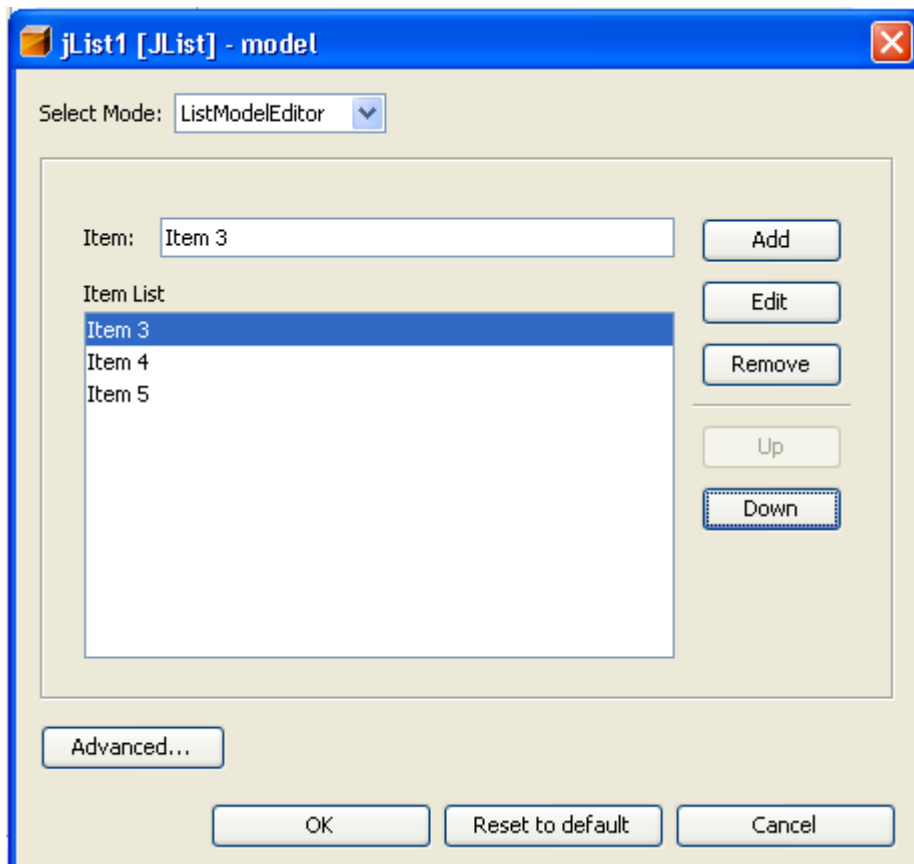 jList1 [JList] - model
Select Mode: ListModelEditor
Item: Item 3
Add
Item List
Edit
Item 3
Item 4
Item 5
Remove
Up
Down
Advanced...
OK Reset to default Cancel